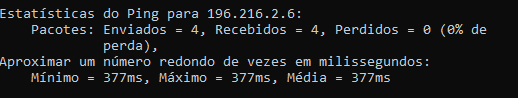 Estatísticas do Ping para 196.216.2.6:
Pacotes: Enviados = 4, Recebidos = 4, Perdidos = 0 (0% de
perda),
Aproximar um número redondo de vezes em milissegundos:
Mínimo = 377ms, Máximo = 377ms, Média = 377ms